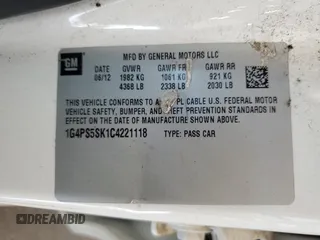 GM
MFD BY GENERAL MOTORS LLC
DATE GVWR GAWR FR GAWR RR
06/12 1982 KG 1061 KG 921 KG
4368 LB 2338 LB 2030 LB
THIS VEHICLE CONFORMS TO ALL APPLICABLE U.S. FEDERAL MOTOR
VEHICLE SAFETY, BUMPER, AND THEFT PREVENTION STANDARDS IN
EFFECT ON THE DATE OF MANUFACTURE SHOWN ABOVE.
1G4PS5SK1C4221118 TYPE: PASS CAR
DREAMBID